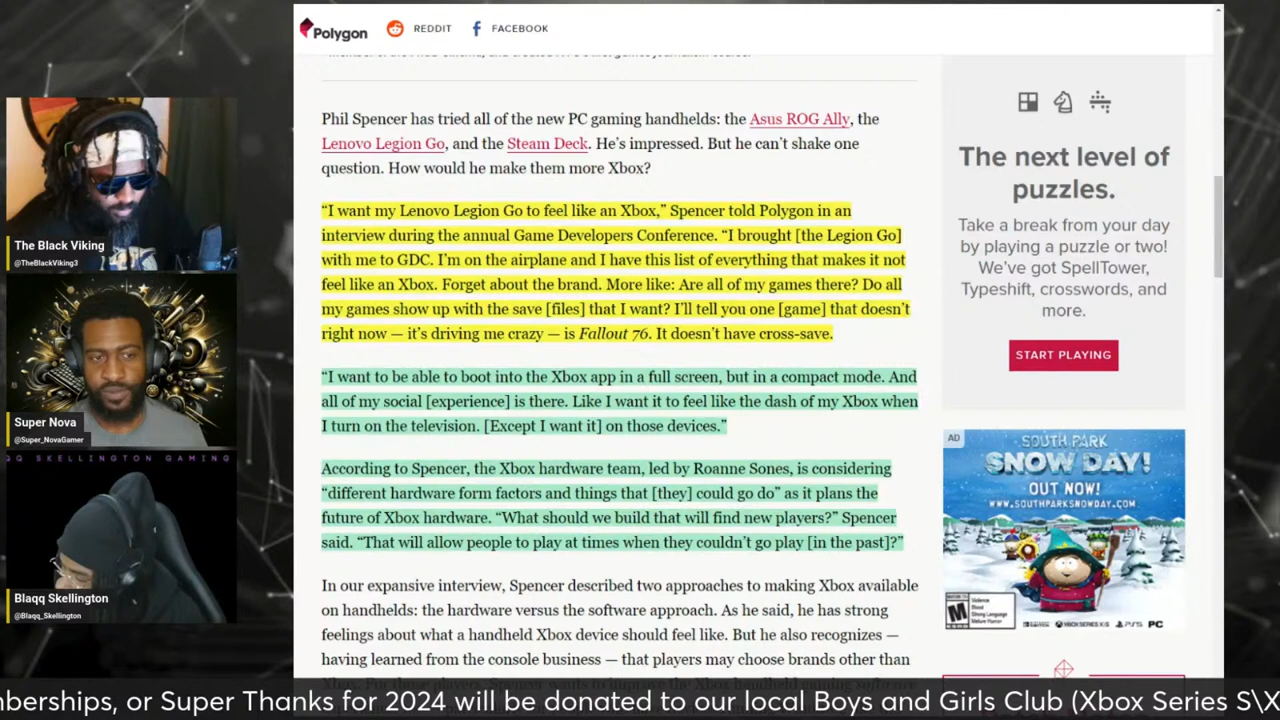 Polygon
REDDIT
FACEBOOK
Phil Spencer has tried all of the new PC gaming handhelds: the Asus ROG Ally, the
Lenovo Legion Go, and the Steam Deck. He’s impressed. But he can’t shake one
question. How would he make them more Xbox?
“I want my Lenovo Legion Go to feel like an Xbox,” Spencer told Polygon in an
interview during the annual Game Developers Conference. “I brought [the Legion Go]
with me to GDC. I’m on the airplane and I have this list of everything that makes it not
feel like an Xbox. Forget about the brand. More like: Are all of my games there? Do all
my games show up with the save [files] that I want? I’ll tell you one [game] that doesn’t
right now — it’s driving me crazy — is Fallout 76. It doesn’t have cross-save.
“I want to be able to boot into the Xbox app in a full screen, but in a compact mode. And
all of my social [experience] is there. Like I want it to feel like the dash of my Xbox when
I turn on the television. [Except I want it] on those devices.”
According to Spencer, the Xbox hardware team, led by Roanne Sones, is considering
“different hardware form factors and things that [they] could go do” as it plans the
future of Xbox hardware. “What should we build that will find new players?” Spencer
said. “That will allow people to play at times when they couldn’t go play [in the past]?”
In our expansive interview, Spencer described two approaches to making Xbox available
on handhelds: the hardware versus the software approach. As he said, he has strong
feelings about what a handheld Xbox device should feel like. But he also recognizes —
having learned from the console business — that players may choose brands other than
The next level of
puzzles.
Take a break from your day
by playing a puzzle or two!
We’ve got SpellTower,
Typeshift, crosswords, and
more.
START PLAYING
AD
SOUTH PARK
SNOW DAY!
OUT NOW!
WWW.SOUTHPARKSNOWDAY.COM
M
Violence
Blood
Strong Language
Mature Humor
XBOX SERIES X|S
PS5
PC
The Black Viking
@TheBlackViking3
Super Nova
@Super_NovaGamer
QQ SKELLINGTON GAMING
Blaqq Skellington
@Blaqq_Skellington
nberships, or Super Thanks for 2024 will be donated to our local Boys and Girls Club (Xbox Series S\X